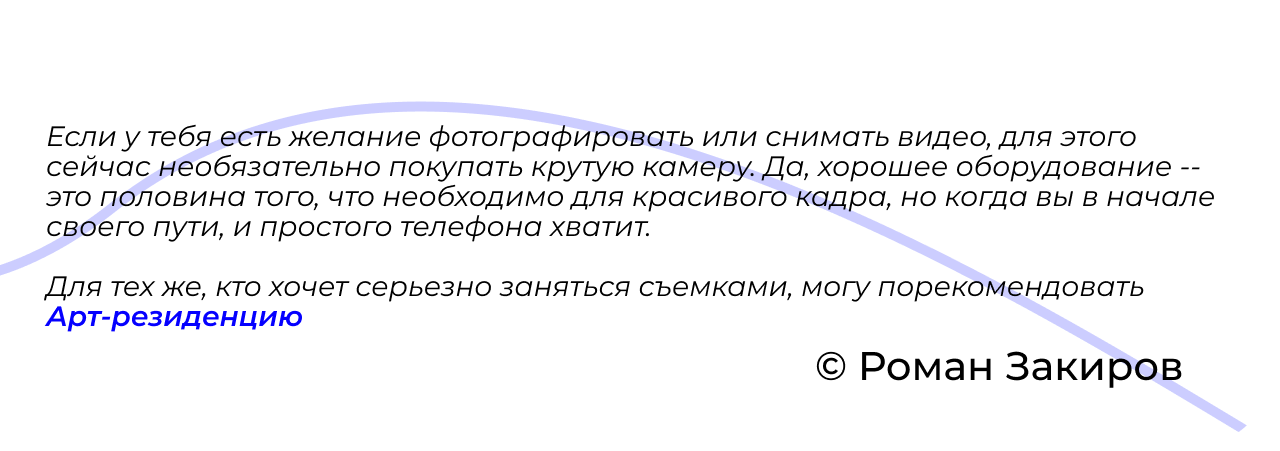 Если у тебя есть желание фотографировать или снимать видео, для этого
сейчас необязательно покупать крутую камеру. Да, хорошее оборудование --
это половина того, что необходимо для красивого кадра, но когда вы в начале
своего пути, и простого телефона хватит.
Для тех же, кто хочет серьезно заняться съемками, могу порекомендовать
Арт-резиденцию
© Роман Закиров